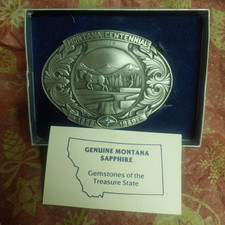 MONTANA CENTENNIAL
GENUINE MONTANA
SAPPHIRE
Gemstones of the
Treasure State